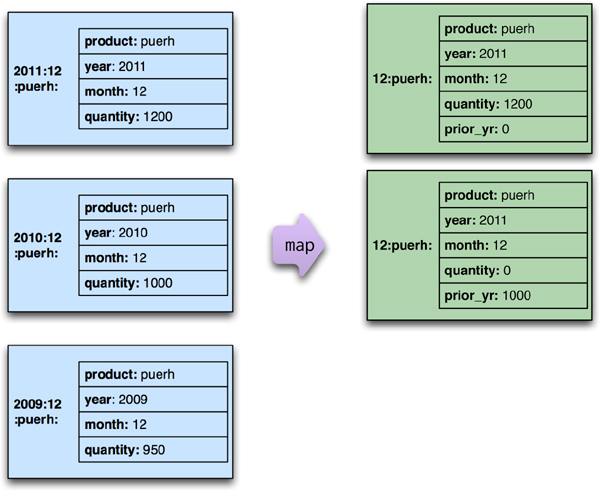 2011:12
:puerh:
product: puerh
year: 2011
month: 12
quantity: 1200
2010:12
:puerh:
product: puerh
year: 2010
month: 12
quantity: 1000
2009:12
:puerh:
product: puerh
year: 2009
month: 12
quantity: 950
map
12:puerh:
product: puerh
year: 2011
month: 12
quantity: 1200
prior_yr: 0
12:puerh:
product: puerh
year: 2011
month: 12
quantity: 0
prior_yr: 1000